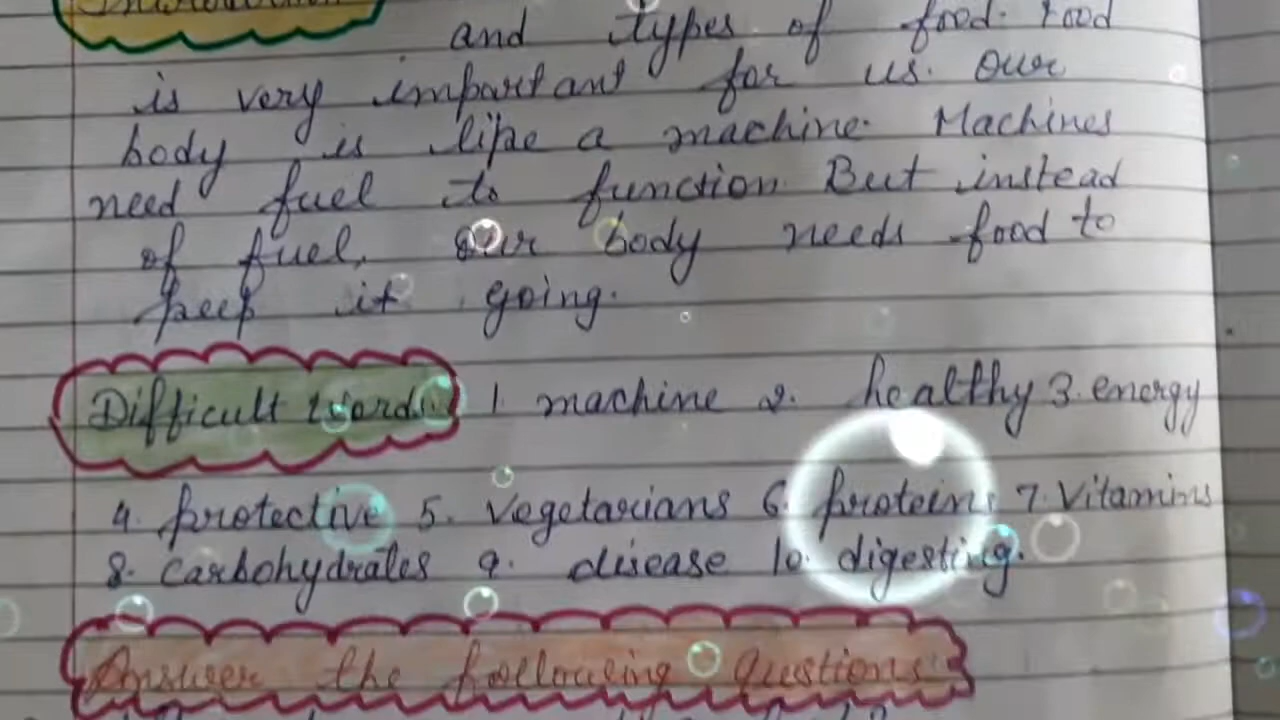 Introduction
and types of food. Food
is very important for us. Our
body is like a machine. Machines
need fuel to function. But instead
of fuel, our body needs food to
keep it going.
Difficult Words: 1. machine 2. healthy 3. energy
4. protective 5. Vegetarians 6. proteins 7. Vitamins
8. carbohydrates 9. disease 10. digesting.
Answer the following questions: